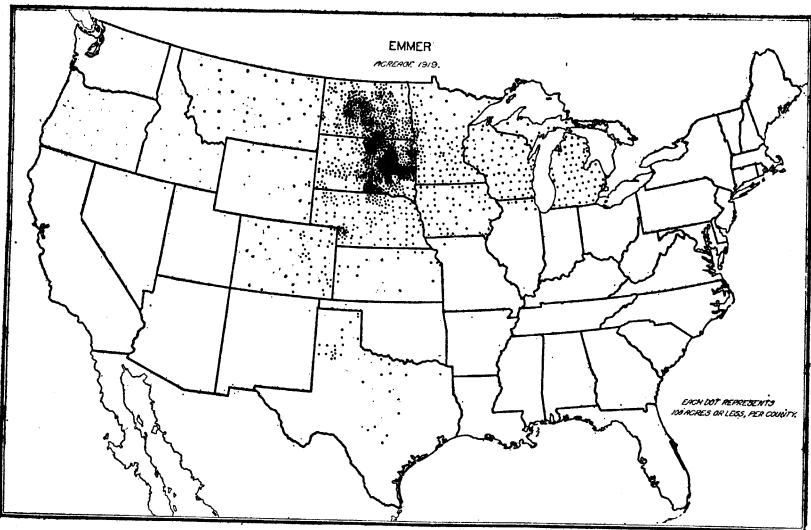 EMMER
ACREAGE 1919.
EACH DOT REPRESENTS
100 ACRES OR LESS, PER COUNTY.